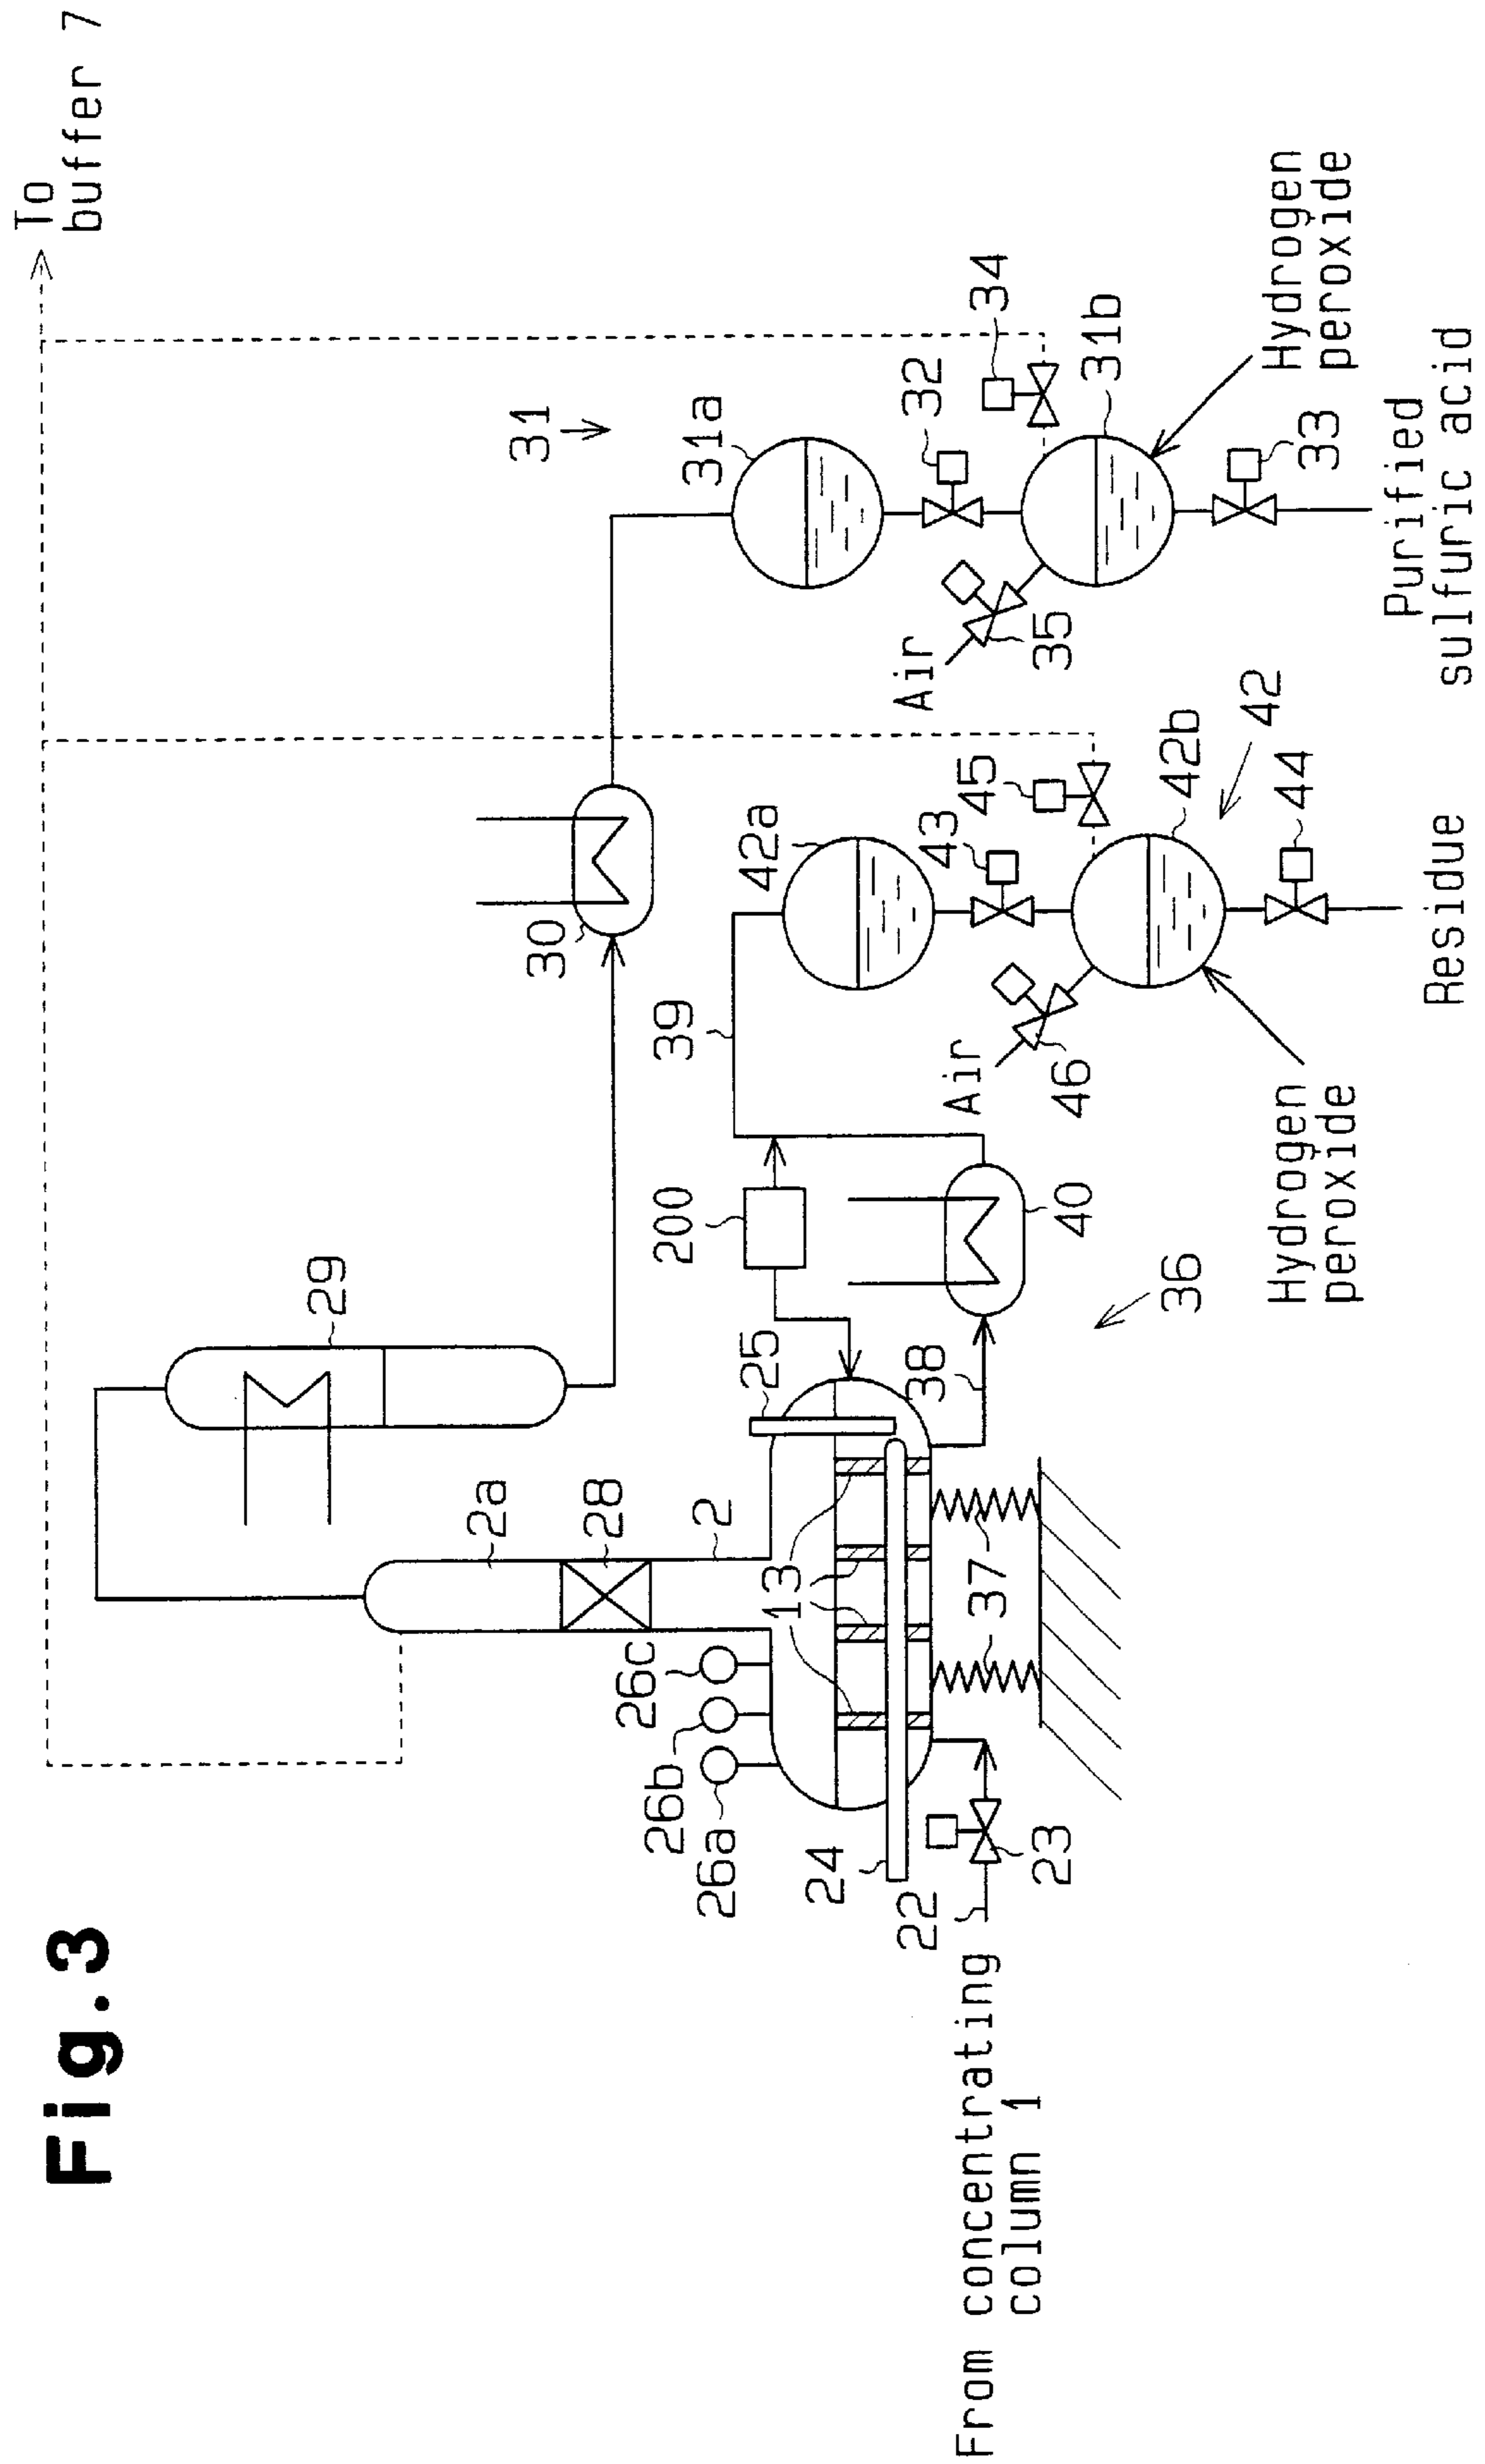 Fig.3
To
buffer 7
29
2a
28
2
26c
26b
26a
30
31
31a
32
34
31b
35
Air
33
Hydrogen
peroxide
Purified
sulfuric acid
39
200
25
38
40
36
42a
43
45
42b
42
44
46
Air
Residue
Hydrogen
peroxide
13
37
24
22
23
From concentrating
column 1